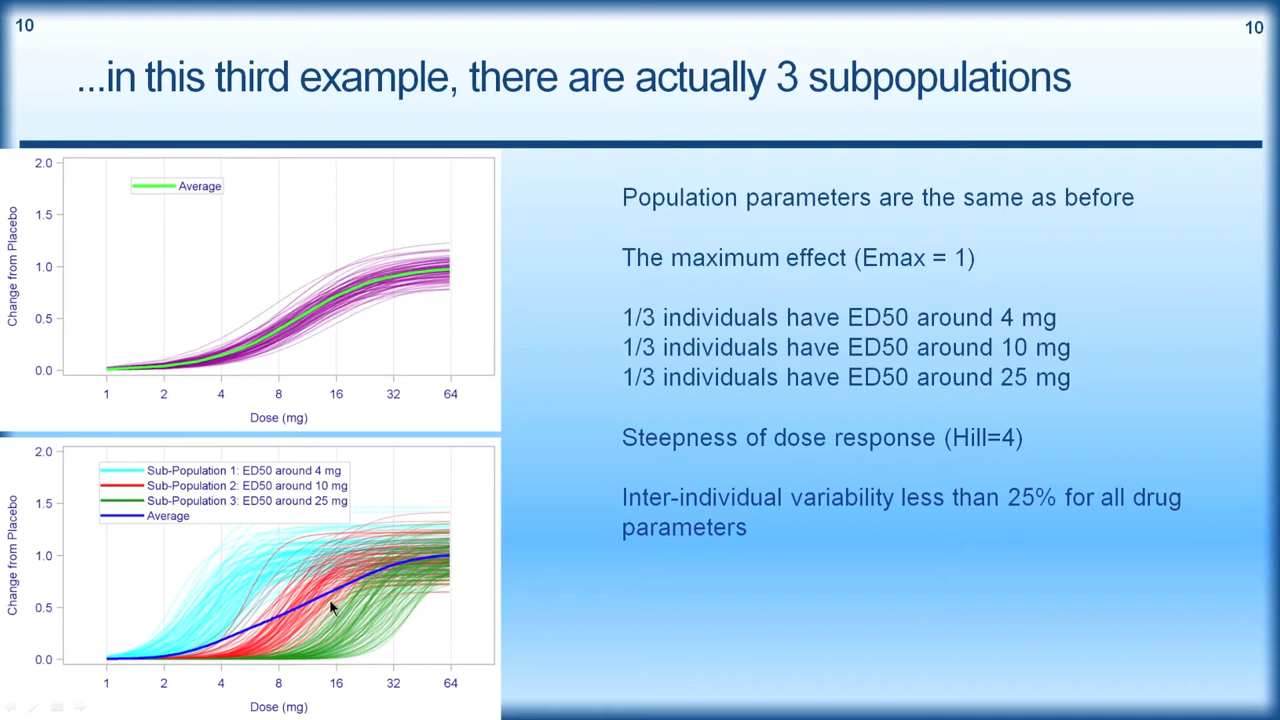 10
10
...in this third example, there are actually 3 subpopulations
2.0
1.5
1.0
0.5
0.0
Change from Placebo
Average
1 2 4 8 16 32 64
Dose (mg)
2.0
1.5
1.0
0.5
0.0
Change from Placebo
Sub-Population 1: ED50 around 4 mg
Sub-Population 2: ED50 around 10 mg
Sub-Population 3: ED50 around 25 mg
Average
1 2 4 8 16 32 64
Dose (mg)
Population parameters are the same as before
The maximum effect (Emax = 1)
1/3 individuals have ED50 around 4 mg
1/3 individuals have ED50 around 10 mg
1/3 individuals have ED50 around 25 mg
Steepness of dose response (Hill=4)
Inter-individual variability less than 25% for all drug
parameters